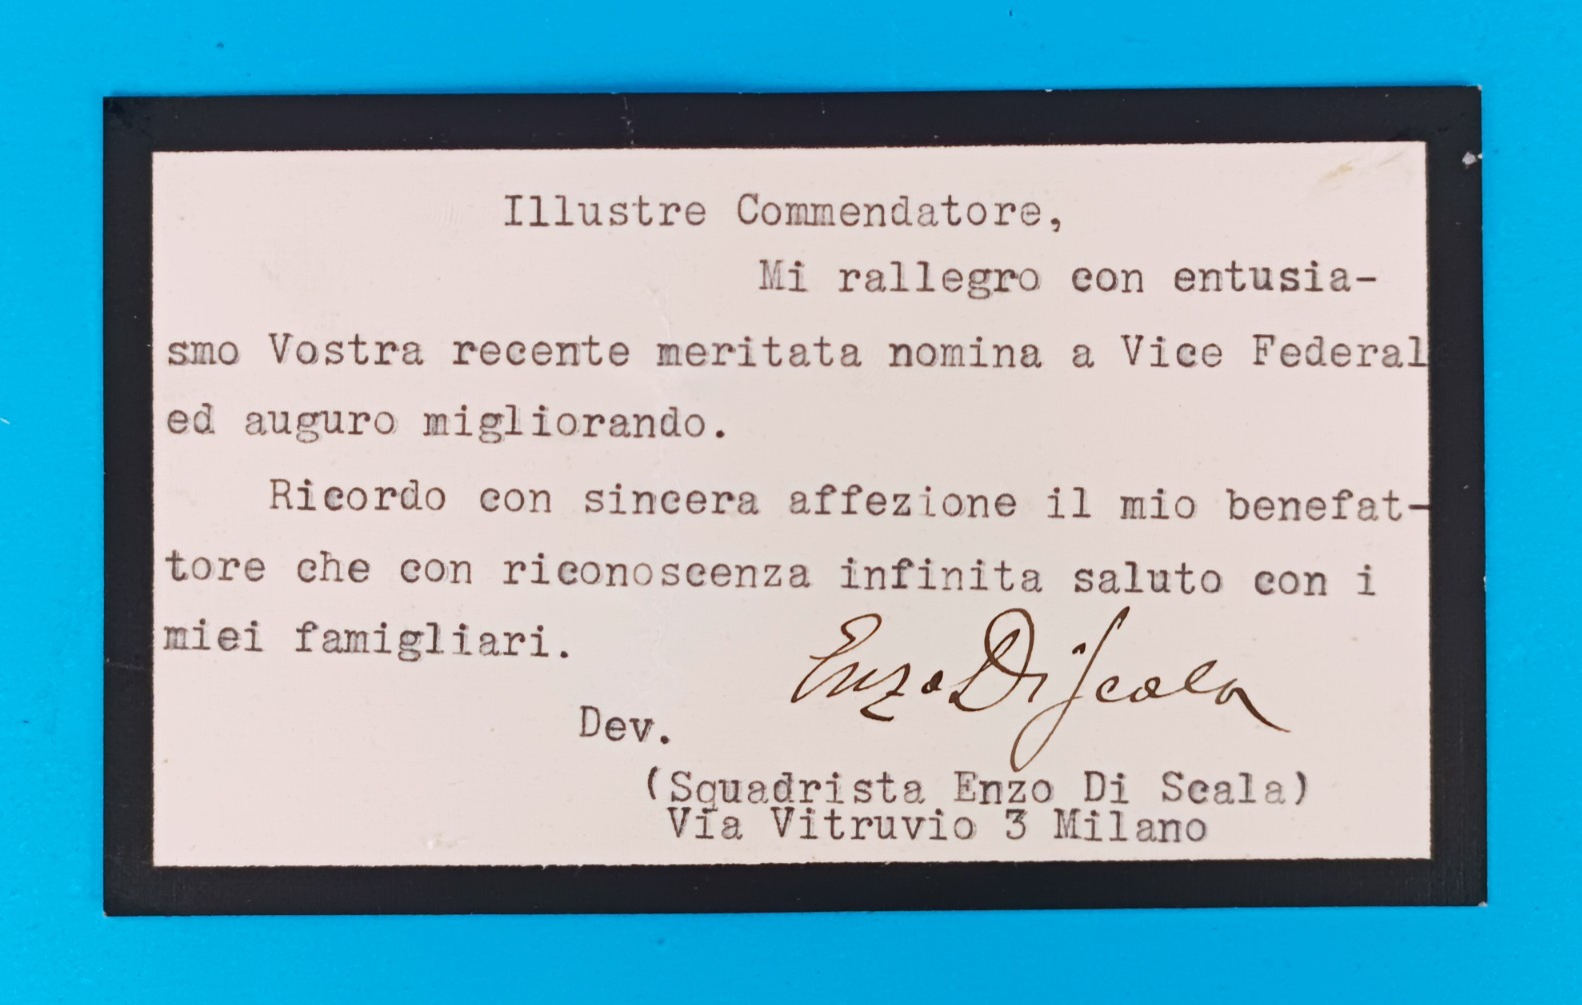 Illustre Commendatore,
Mi rallegro con entusia-
smo Vostra recente meritata nomina a Vice Federal
ed auguro migliorando.
Ricordo con sincera affezione il mio benefat-
tore che con riconoscenza infinita saluto con i
miei famigliari.
Enzo Di Scala
Dev.
(Squadrista Enzo Di Scala)
Via Vitruvio 3 Milano